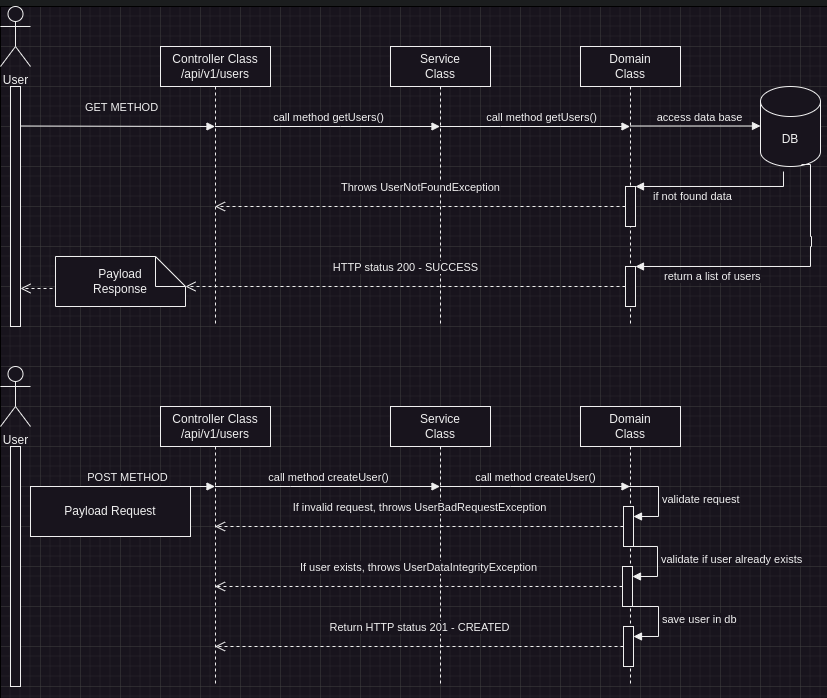 User
Controller Class
/api/v1/users
Service
Class
Domain
Class
GET METHOD
call method getUsers()
call method getUsers()
access data base
DB
Throws UserNotFoundException
if not found data
HTTP status 200 - SUCCESS
return a list of users
Payload
Response
User
Controller Class
/api/v1/users
Service
Class
Domain
Class
POST METHOD
call method createUser()
call method createUser()
validate request
Payload Request
If invalid request, throws UserBadRequestException
validate if user already exists
If user exists, throws UserDataIntegrityException
save user in db
Return HTTP status 201 - CREATED